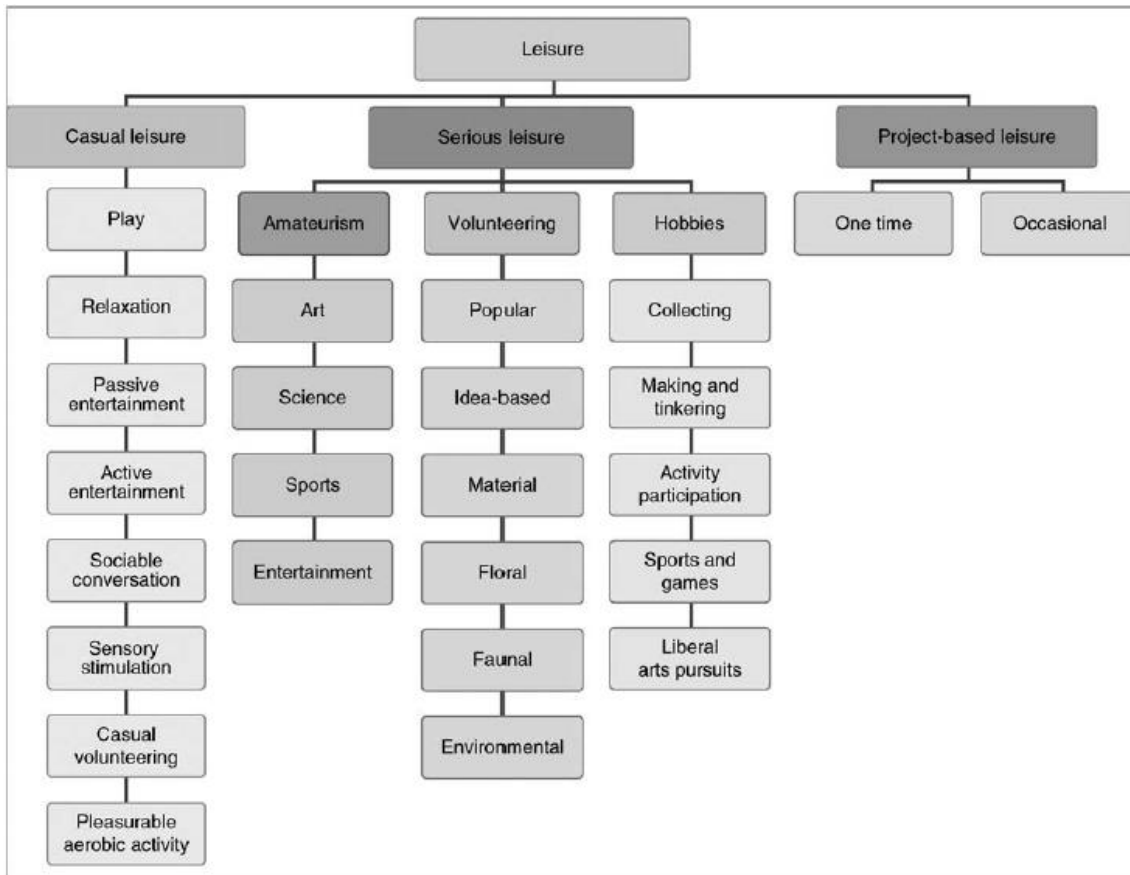 Leisure
Casual leisure
Serious leisure
Project-based leisure
Play
Relaxation
Passive
entertainment
Active
entertainment
Sociable
conversation
Sensory
stimulation
Casual
volunteering
Pleasurable
aerobic activity
Amateurism
Art
Science
Sports
Entertainment
Volunteering
Popular
Idea-based
Material
Floral
Faunal
Environmental
Hobbies
Collecting
Making and
tinkering
Activity
participation
Sports and
games
Liberal
arts pursuits
One time
Occasional